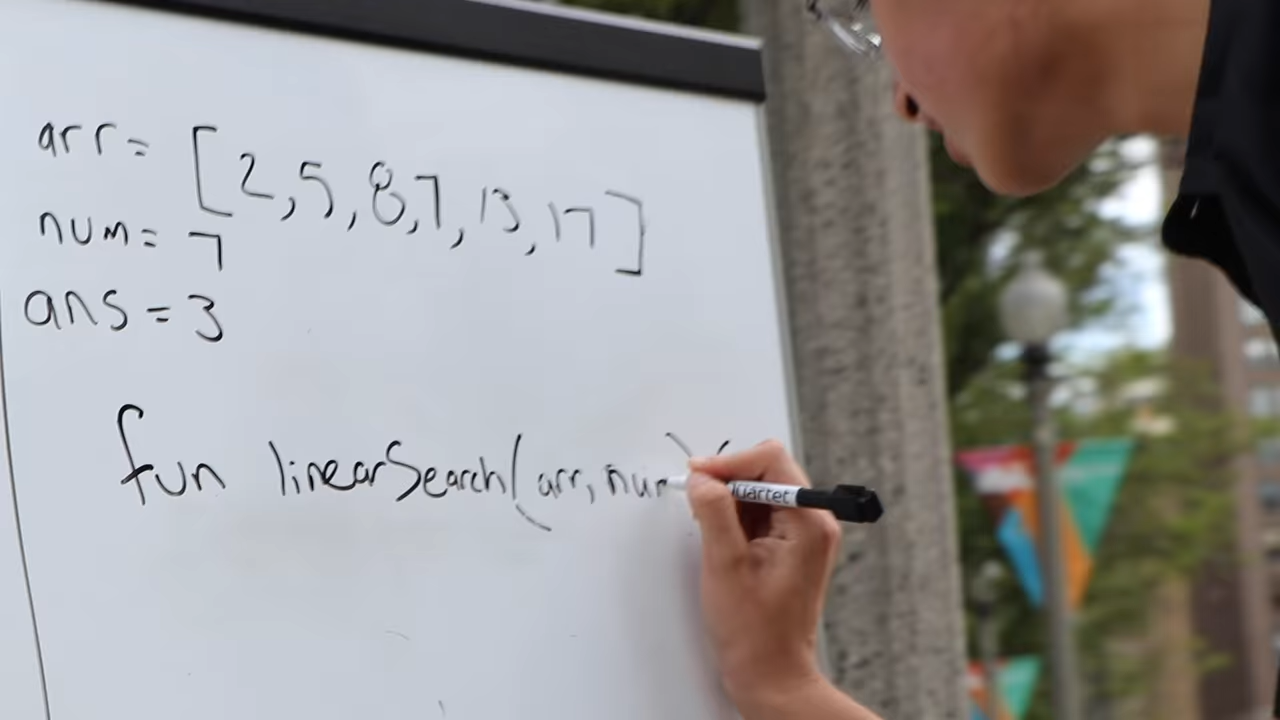 arr= [2,5,8,7,13,17]
num= 7
ans=3
fun linearSearch(arr, num) {
Quartet